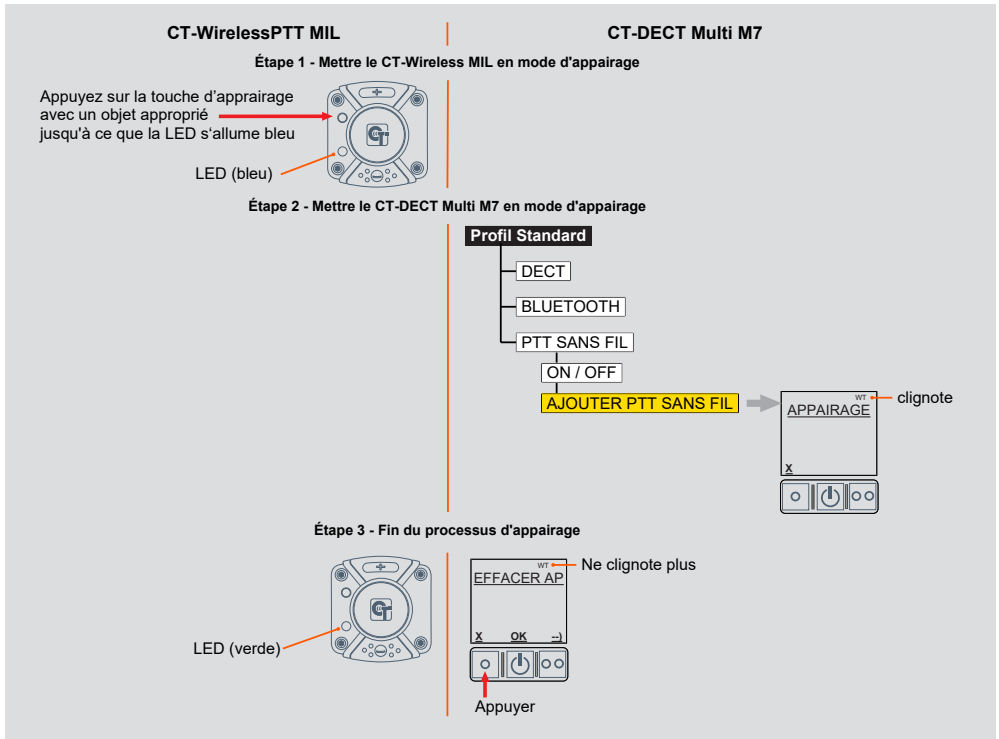 CT-WirelessPTT MIL
CT-DECT Multi M7
Étape 1 - Mettre le CT-Wireless MIL en mode d'appairage
Appuyez sur la touche d’apprairage
avec un objet approprié
jusqu'à ce que la LED s‘allume bleu
LED (bleu)
Étape 2 - Mettre le CT-DECT Multi M7 en mode d'appairage
Profil Standard
DECT
BLUETOOTH
PTT SANS FIL
ON / OFF
AJOUTER PTT SANS FIL
WT
clignote
APPAIRAGE
X
Étape 3 - Fin du processus d'appairage
WT
Ne clignote plus
EFFACER AP
X OK --)
LED (verde)
Appuyer